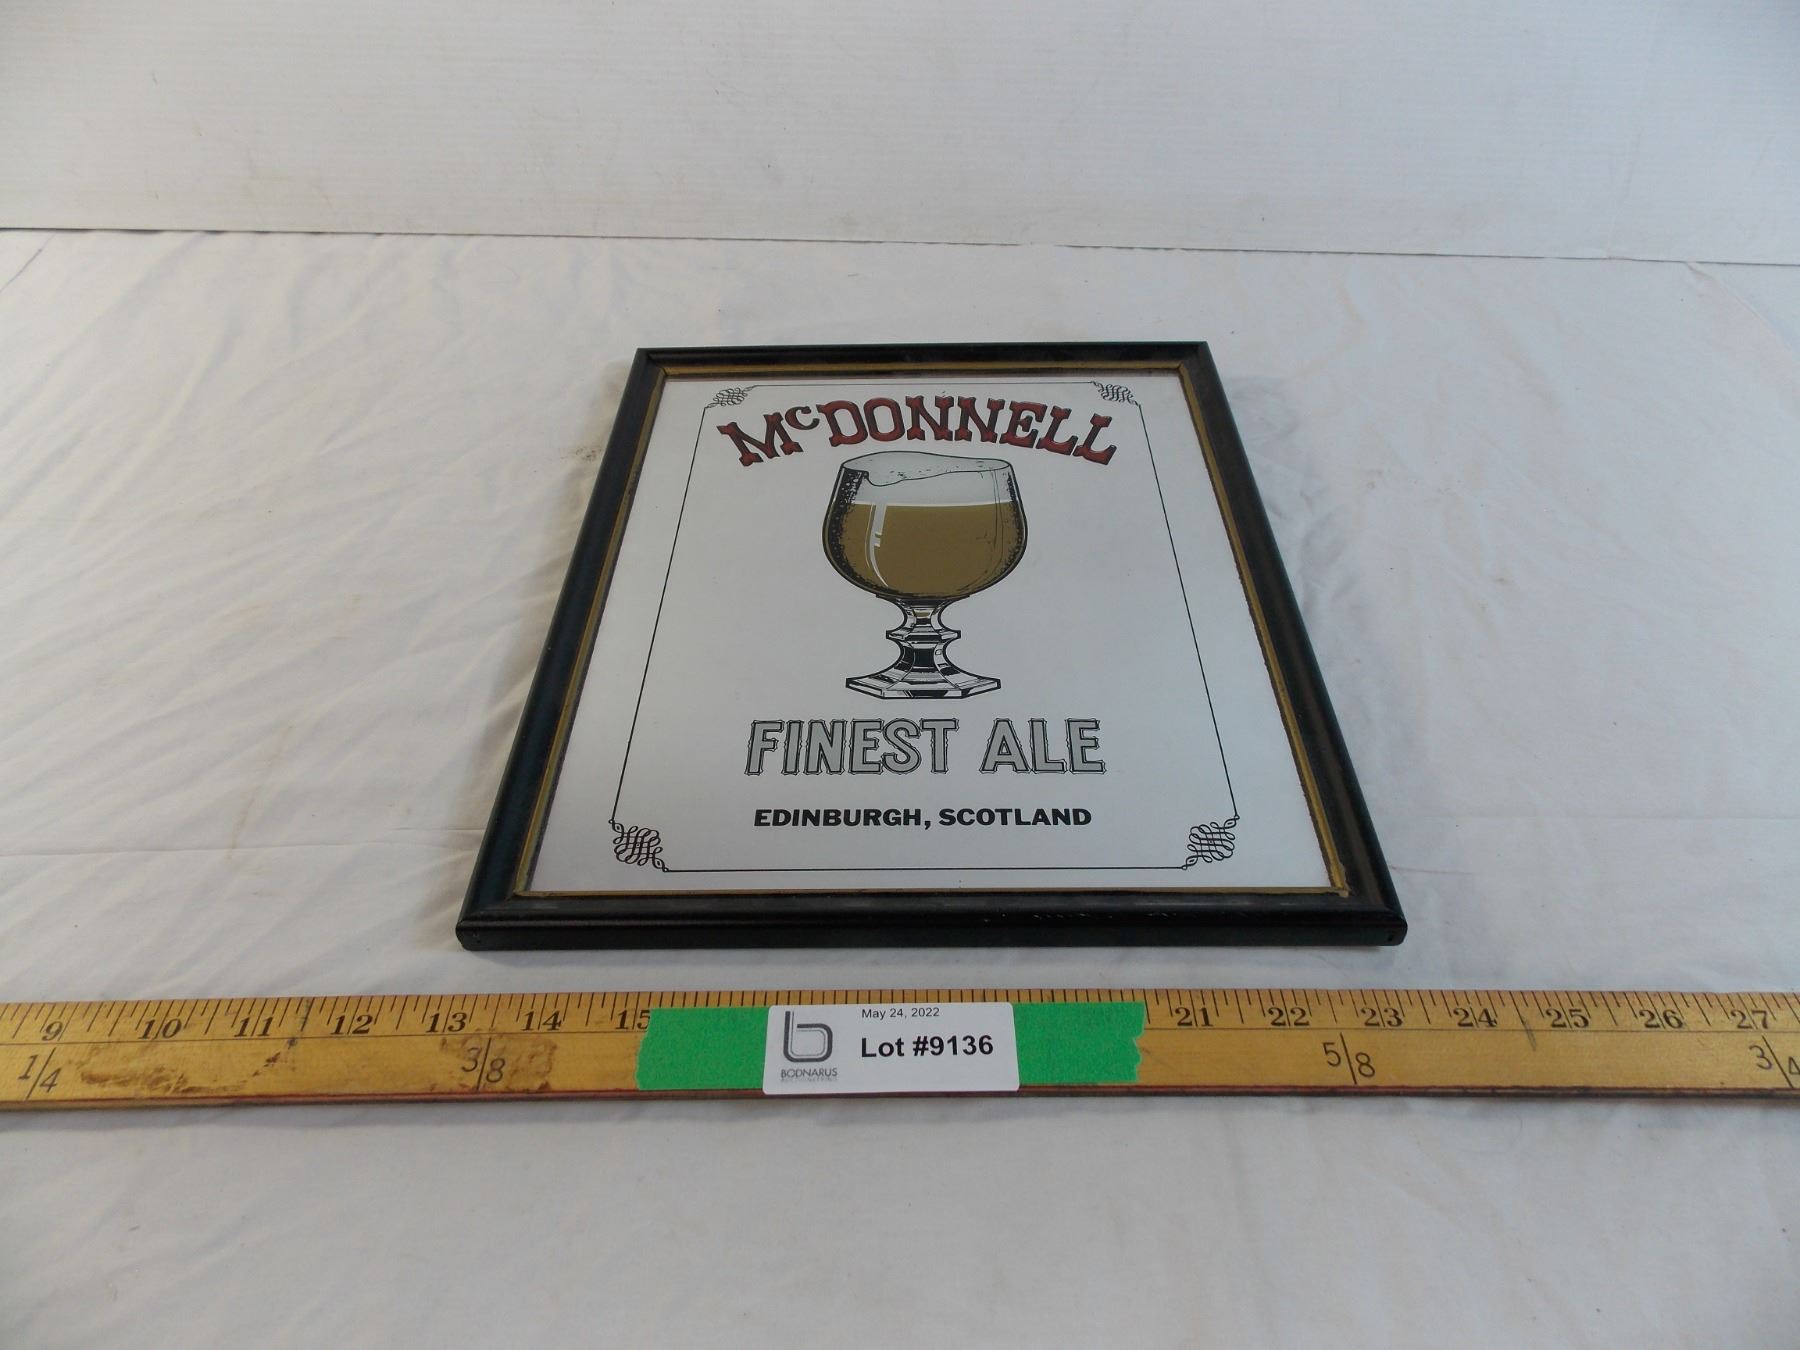 McDONNELL
FINEST ALE
EDINBURGH, SCOTLAND
9 10 11 12 13 14 15 21 22 23 24 25 26 27
1/4 3/8 5/8 3/4
May 24, 2022
Lot #9136
BODNARUS
AUCTIONEERING